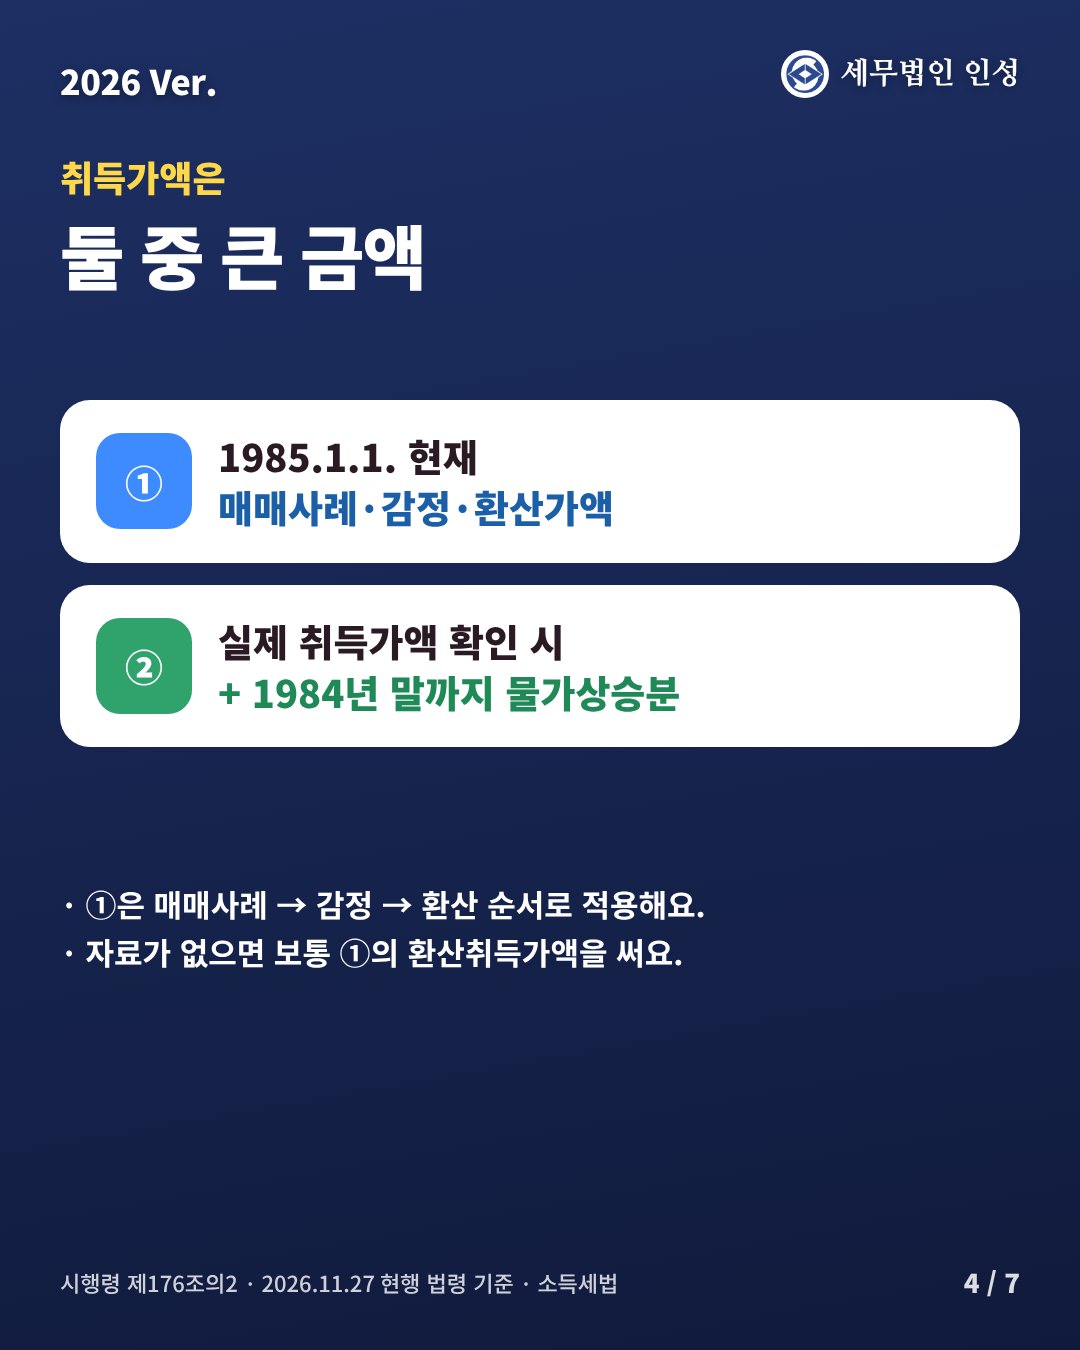 2026 Ver.
세무법인 인성
취득가액은
둘 중 큰 금액
①
1985.1.1. 현재
매매사례·감정·환산가액
②
실제 취득가액 확인 시
+ 1984년 말까지 물가상승분
· ①은 매매사례 → 감정 → 환산 순서로 적용해요.
· 자료가 없으면 보통 ①의 환산취득가액을 써요.
시행령 제176조의2 · 2026.11.27 현행 법령 기준 · 소득세법
4 / 7